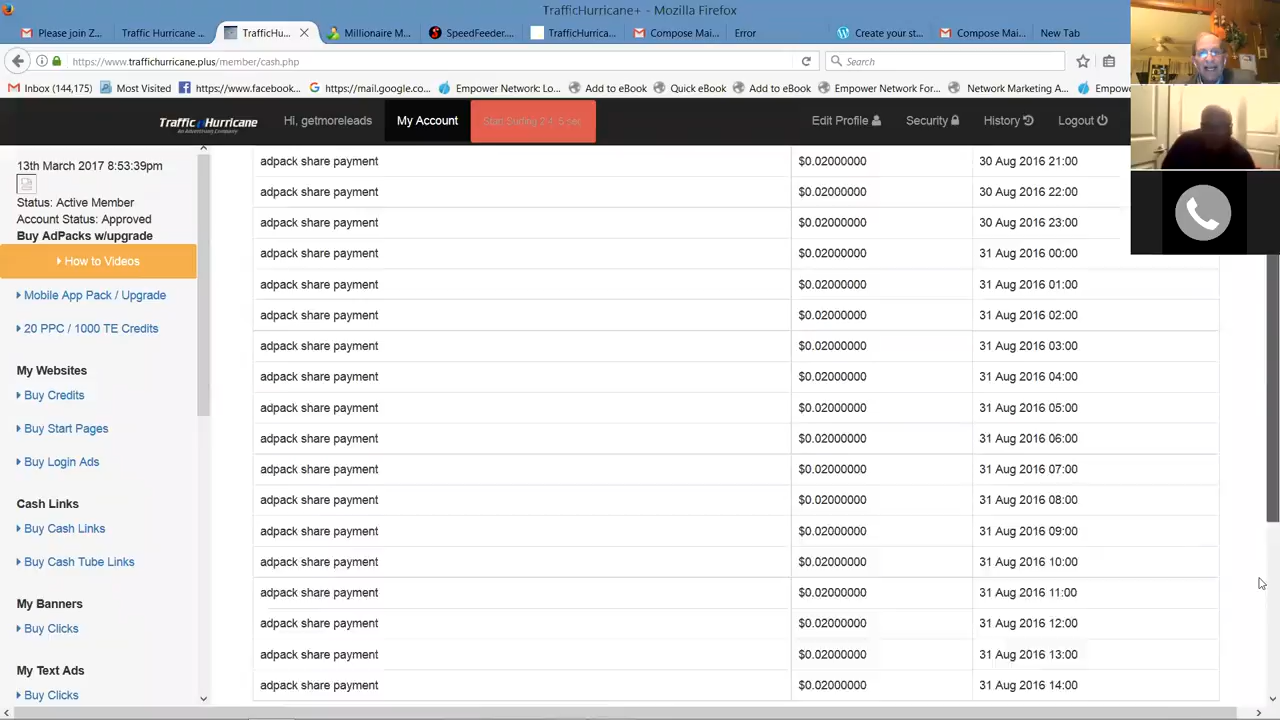 TrafficHurricane+ - Mozilla Firefox
Please join Z...
Traffic Hurricane ...
TrafficHu...
Millionaire M...
SpeedFeeder....
TrafficHurrica...
Compose Mai...
Error
Create your st...
Compose Mai...
New Tab
https://www.traffichurricane.plus/member/cash.php
Search
Inbox (144,175)
Most Visited
https://www.facebook...
https://mail.google.co...
Empower Network: Lo...
Add to eBook
Quick eBook
Add to eBook
Empower Network For...
Network Marketing A...
Empowe
Traffic Hurricane
An Advertising Company
Hi, getmoreleads
My Account
Edit Profile
Security
History
Logout
13th March 2017 8:53:39pm
Status: Active Member
Account Status: Approved
Buy AdPacks w/upgrade
How to Videos
Mobile App Pack / Upgrade
20 PPC / 1000 TE Credits
My Websites
Buy Credits
Buy Start Pages
Buy Login Ads
Cash Links
Buy Cash Links
Buy Cash Tube Links
My Banners
Buy Clicks
My Text Ads
Buy Clicks
adpack share payment $0.02000000 30 Aug 2016 21:00
adpack share payment $0.02000000 30 Aug 2016 22:00
adpack share payment $0.02000000 30 Aug 2016 23:00
adpack share payment $0.02000000 31 Aug 2016 00:00
adpack share payment $0.02000000 31 Aug 2016 01:00
adpack share payment $0.02000000 31 Aug 2016 02:00
adpack share payment $0.02000000 31 Aug 2016 03:00
adpack share payment $0.02000000 31 Aug 2016 04:00
adpack share payment $0.02000000 31 Aug 2016 05:00
adpack share payment $0.02000000 31 Aug 2016 06:00
adpack share payment $0.02000000 31 Aug 2016 07:00
adpack share payment $0.02000000 31 Aug 2016 08:00
adpack share payment $0.02000000 31 Aug 2016 09:00
adpack share payment $0.02000000 31 Aug 2016 10:00
adpack share payment $0.02000000 31 Aug 2016 11:00
adpack share payment $0.02000000 31 Aug 2016 12:00
adpack share payment $0.02000000 31 Aug 2016 13:00
adpack share payment $0.02000000 31 Aug 2016 14:00